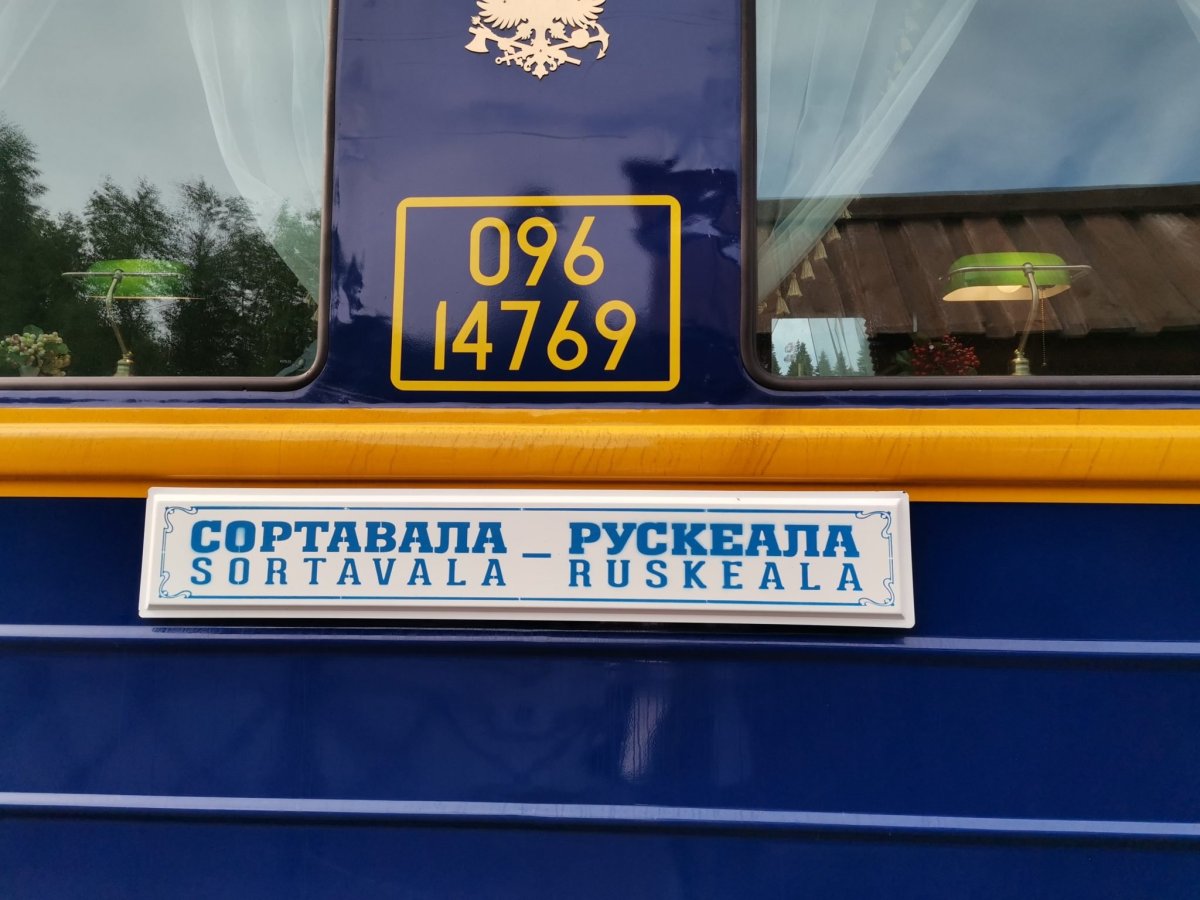 096
14769
СОРТАВАЛА – РУСКЕАЛА
SORTAVALA RUSKEALA